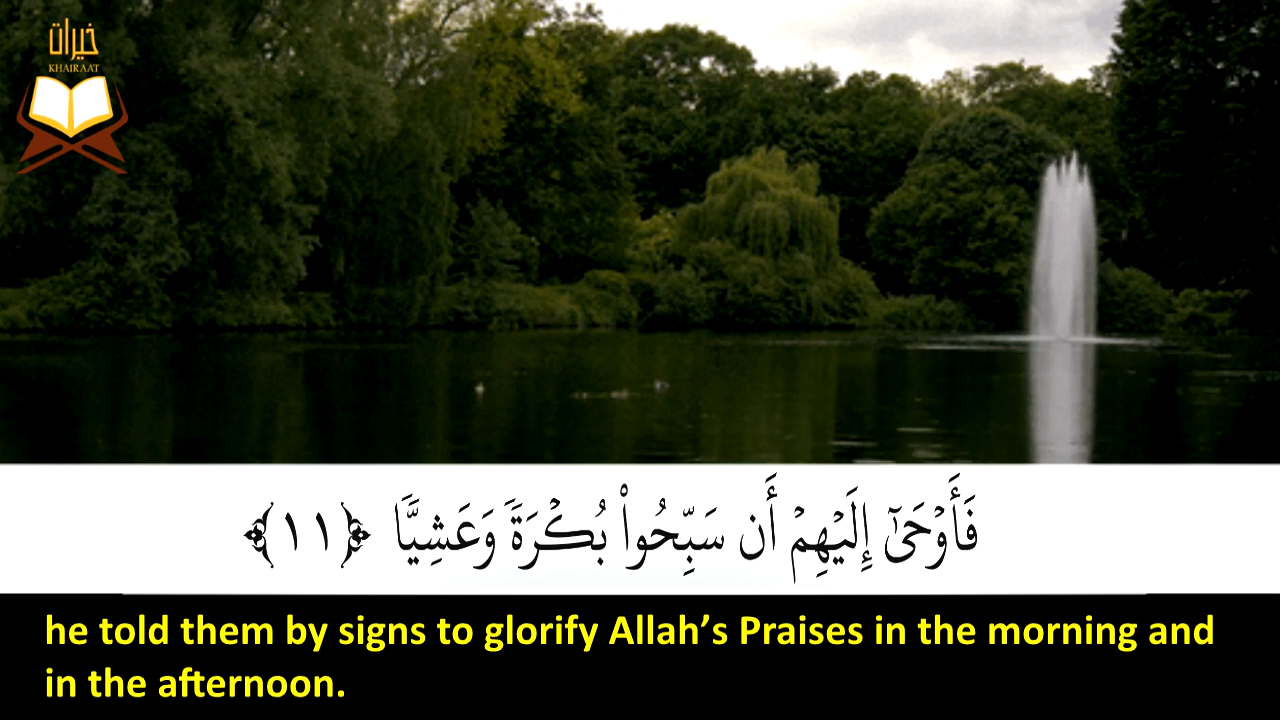 خيرات
KHAIRAAT
فَأَوۡحَىٰٓ إِلَيۡهِمۡ أَن سَبِّحُواْ بُكۡرَةً وَعَشِيًّا ﴿١١﴾
he told them by signs to glorify Allah’s Praises in the morning and
in the afternoon.